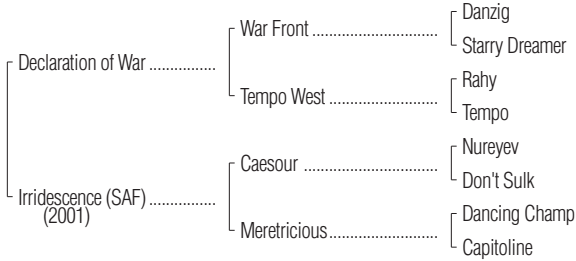 Danzig
War Front
Starry Dreamer
Declaration of War
Rahy
Tempo West
Tempo
Nureyev
Caesour
Don't Sulk
Irridescence (SAF)
(2001)
Dancing Champ
Meretricious
Capitoline